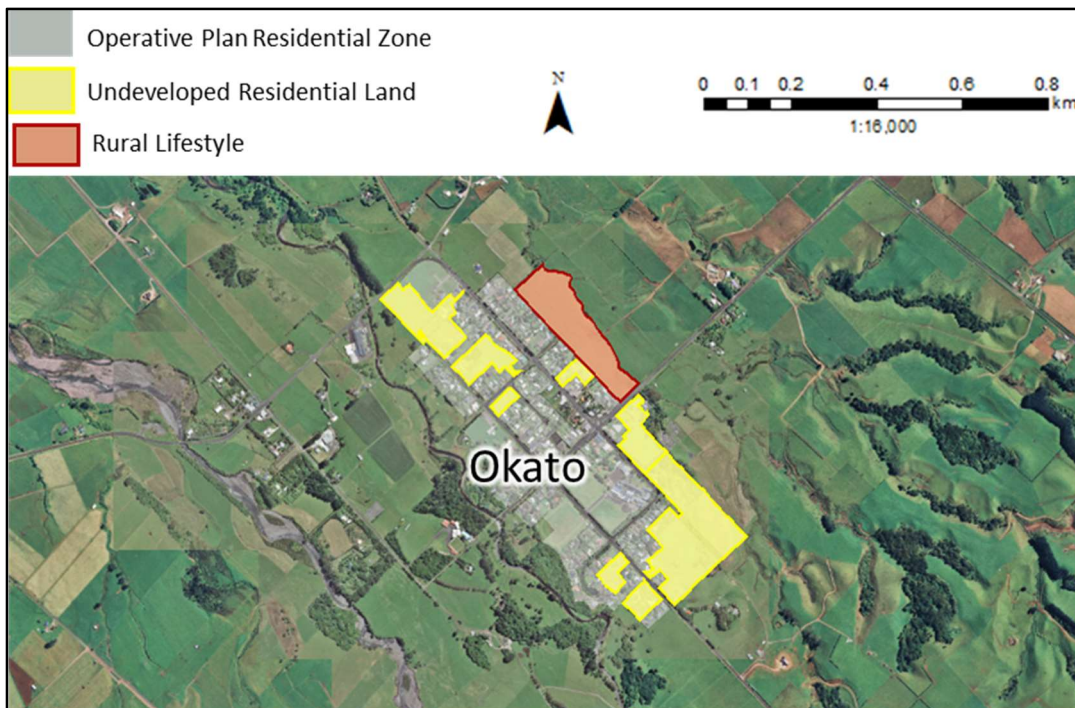 Operative Plan Residential Zone
Undeveloped Residential Land
Rural Lifestyle
N
0 0.1 0.2 0.4 0.6 0.8
km
1:16,000
Okato